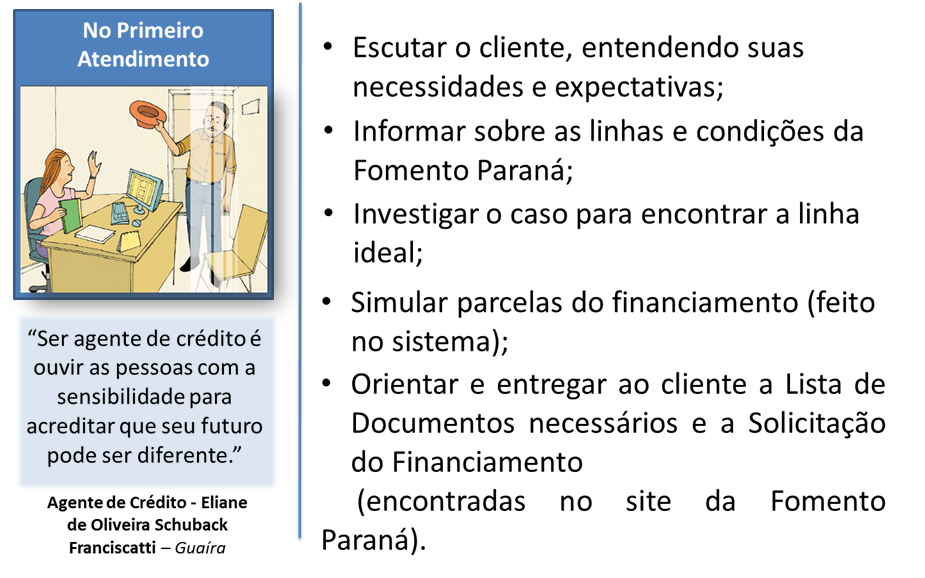 No Primeiro
Atendimento
“Ser agente de crédito é
ouvir as pessoas com a
sensibilidade para
acreditar que seu futuro
pode ser diferente.”
Agente de Crédito - Eliane
de Oliveira Schuback
Franciscatti – Guaíra
• Escutar o cliente, entendendo suas
necessidades e expectativas;
• Informar sobre as linhas e condições da
Fomento Paraná;
• Investigar o caso para encontrar a linha
ideal;
• Simular parcelas do financiamento (feito
no sistema);
• Orientar e entregar ao cliente a Lista de
Documentos necessários e a Solicitação
do Financiamento
(encontradas no site da Fomento
Paraná).